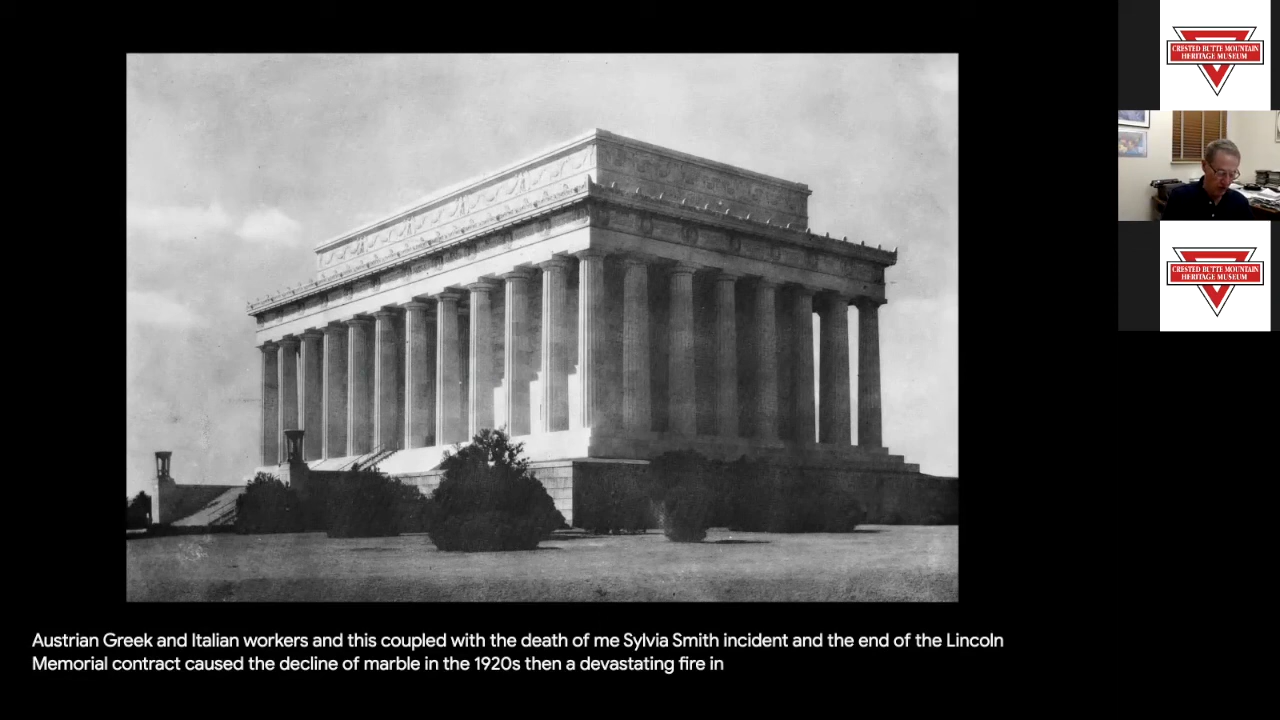 CRESTED BUTTE MOUNTAIN
HERITAGE MUSEUM
CRESTED BUTTE MOUNTAIN
HERITAGE MUSEUM
Austrian Greek and Italian workers and this coupled with the death of me Sylvia Smith incident and the end of the Lincoln
Memorial contract caused the decline of marble in the 1920s then a devastating fire in